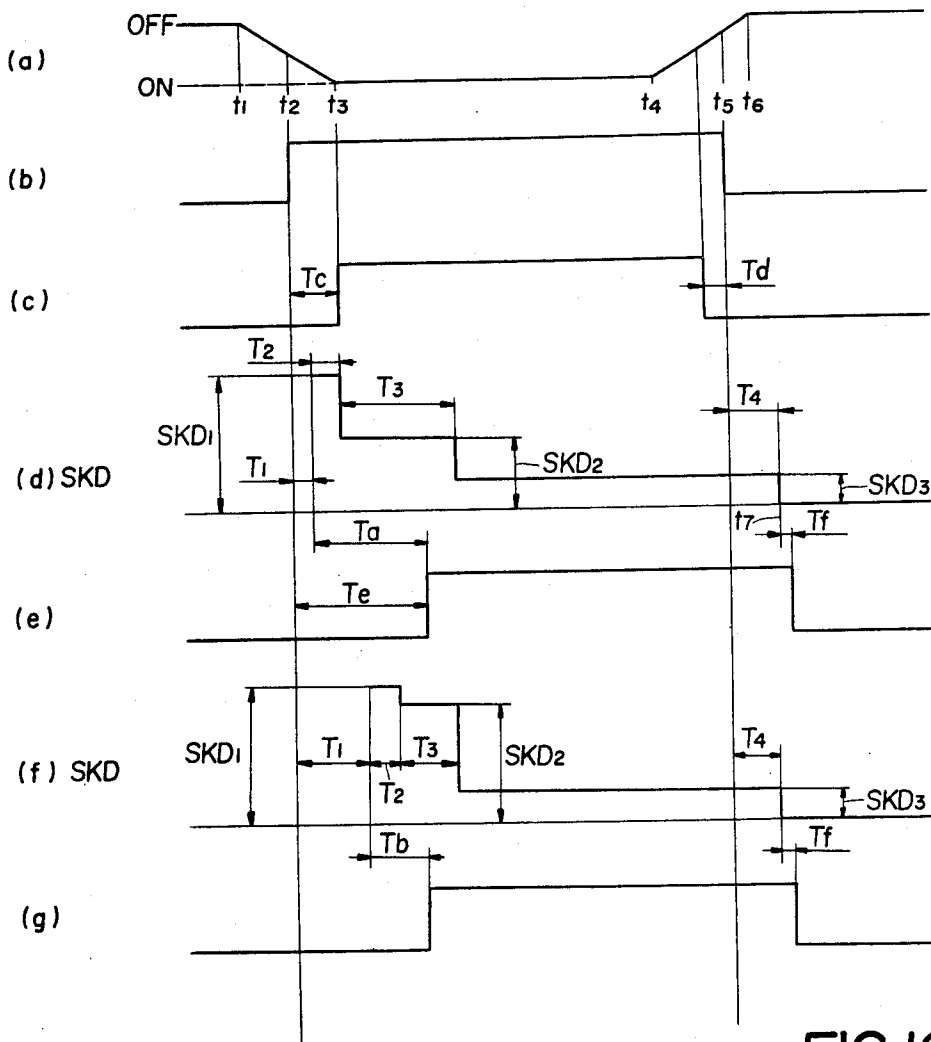 OFF
(a)
ON
t1 t2 t3 t4 t5 t6
(b)
Tc Td
(c)
T2
T3 T4
SKD1
SKD2
T1
(d) SKD
SKD3
t7 Tf
Ta
Te
(e)
SKD1
T1 T3 SKD2 T4
(f) SKD
T2
SKD3
Tb Tf
(g)